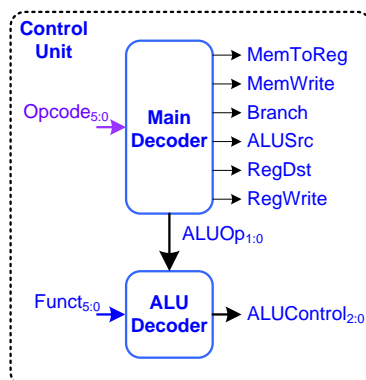 Control
Unit
MemToReg
MemWrite
Branch
ALUSrc
RegDst
RegWrite
Opcode5:0
Main
Decoder
ALUOp1:0
Funct5:0
ALU
Decoder
ALUControl2:0